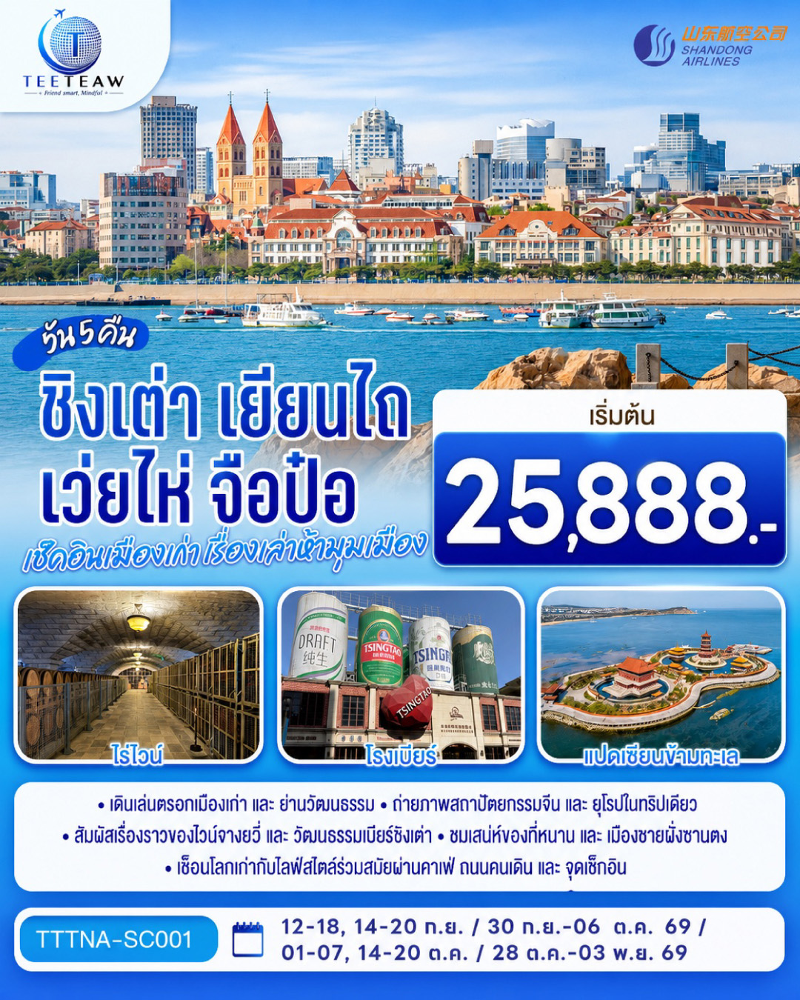 T
TEETEAW
Friend smart, Mindful
山东航空公司
SHANDONG
AIRLINES
วัน 5 คืน
ชิงเต่า เยียนไถ
เว่ยไห่ จือป๋อ
เช็คอินเมืองเก่า เรื่องเล่าห้ามุมเมือง
เริ่มต้น
25,888.-
DRAFT
纯生
TSINGTAO
TSINGTAO
ไร่ไวน์
โรงเบียร์
แปดเซียนข้ามทะเล
• เดินเล่นตรอกเมืองเก่า และ ย่านวัฒนธรรม • ถ่ายภาพสถาปัตยกรรมจีน และ ยุโรปในทริปเดียว
• สัมผัสเรื่องราวของไวน์จางยวี่ และ วัฒนธรรมเบียร์ชิงเต่า • ชมเสน่ห์ของที่หนาน และ เมืองชายฝั่งซานตง
• เชื่อมโลกเก่ากับไลฟ์สไตล์ร่วมสมัยผ่านคาเฟ่ ถนนคนเดิน และ จุดเช็กอิน
TTTNA-SC001
12-18, 14-20 ก.ย. / 30 ก.ย.-06 ต.ค. 69 /
01-07, 14-20 ต.ค. / 28 ต.ค.-03 พ.ย. 69